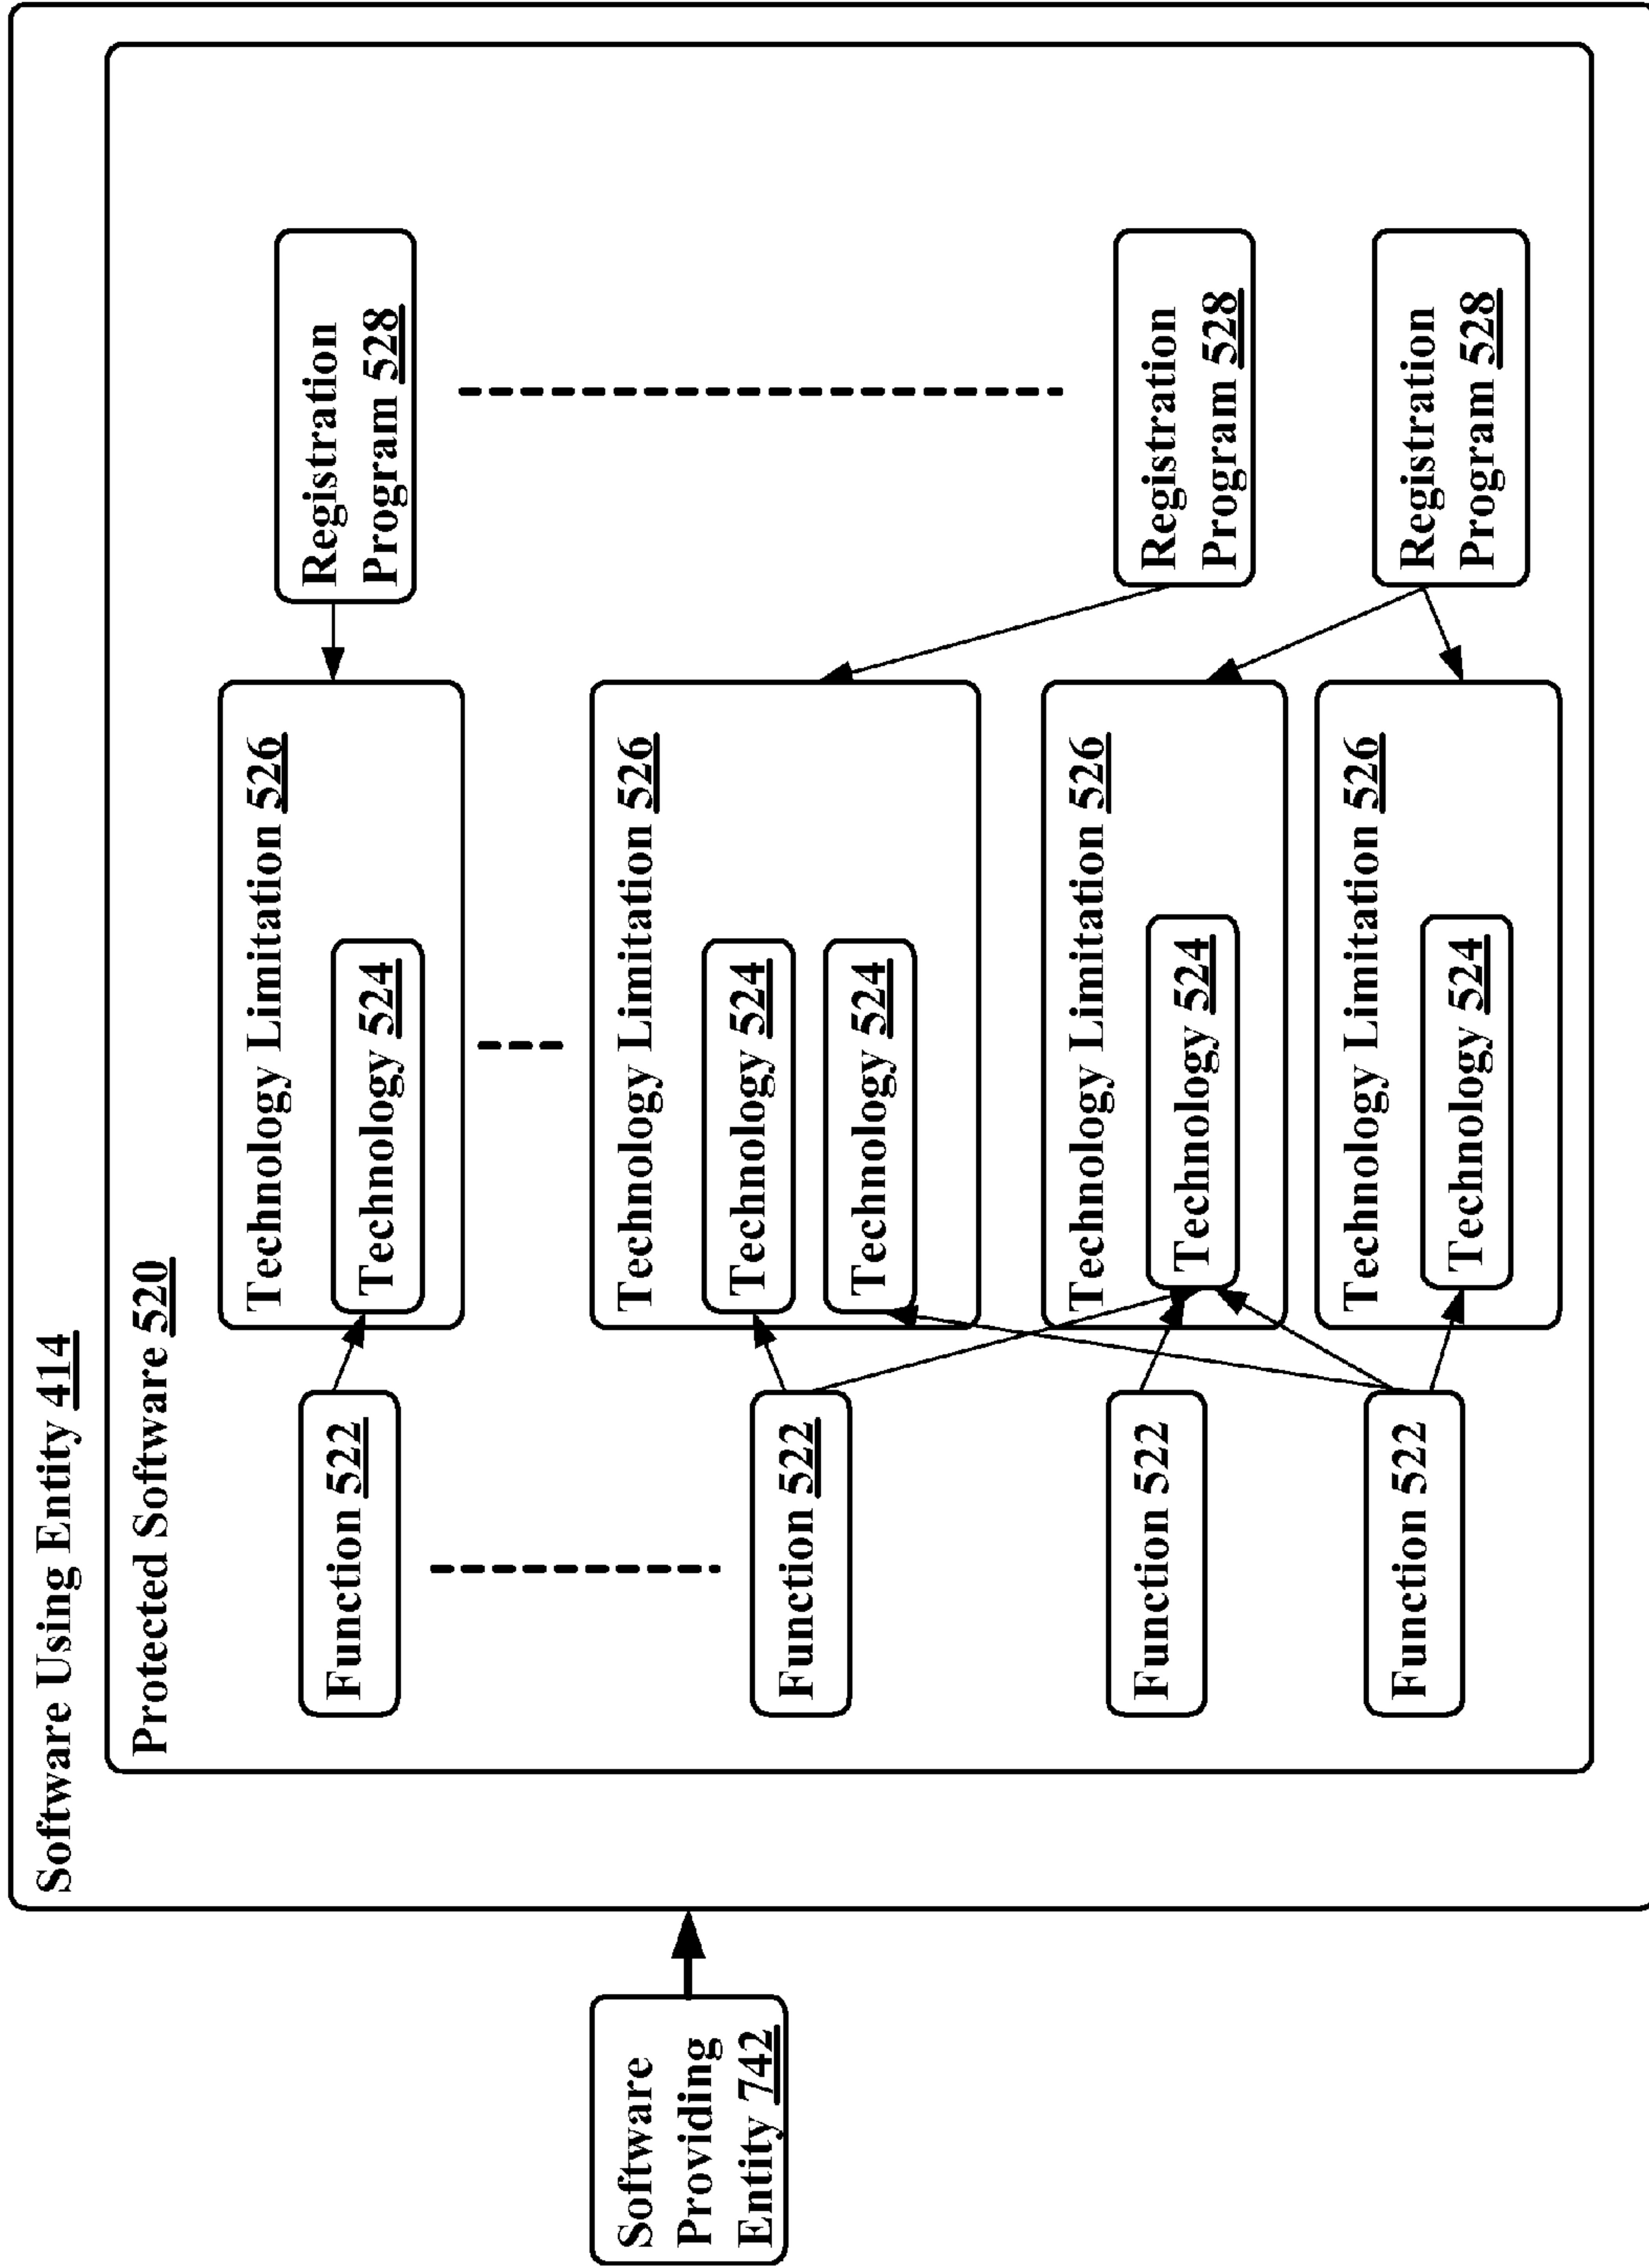 Software Using Entity 414
Protected Software 520
Function 522
Technology Limitation 526
Technology 524
Registration
Program 528
Software
Providing
Entity 742
Function 522
Technology Limitation 526
Technology 524
Technology 524
Registration
Program 528
Function 522
Technology Limitation 526
Technology 524
Registration
Program 528
Function 522
Technology Limitation 526
Technology 524